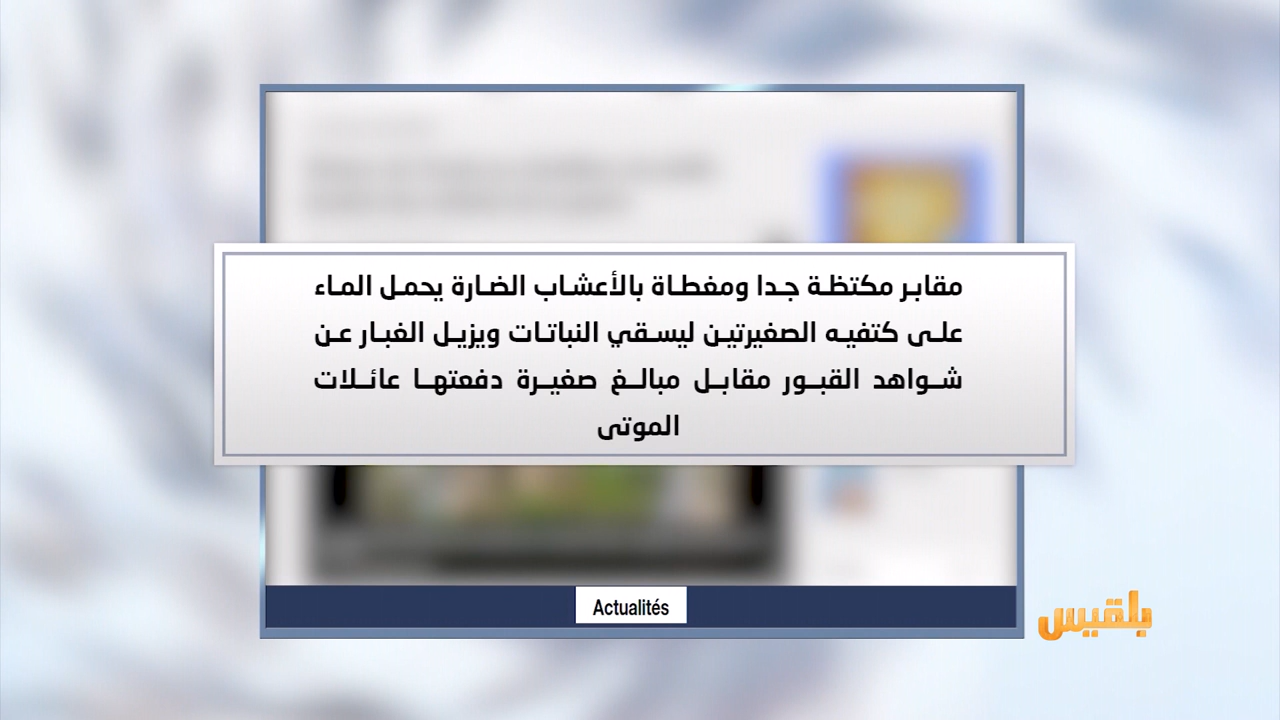 مقابر مكتظة جدا ومغطاة بالأعشاب الضارة يحمل الماء
على كتفيه الصغيرتين ليسقي النباتات ويزيل الغبار عن
شواهد القبور مقابل مبالغ صغيرة دفعتها عائلات
الموتى
Actualités
بلقيس